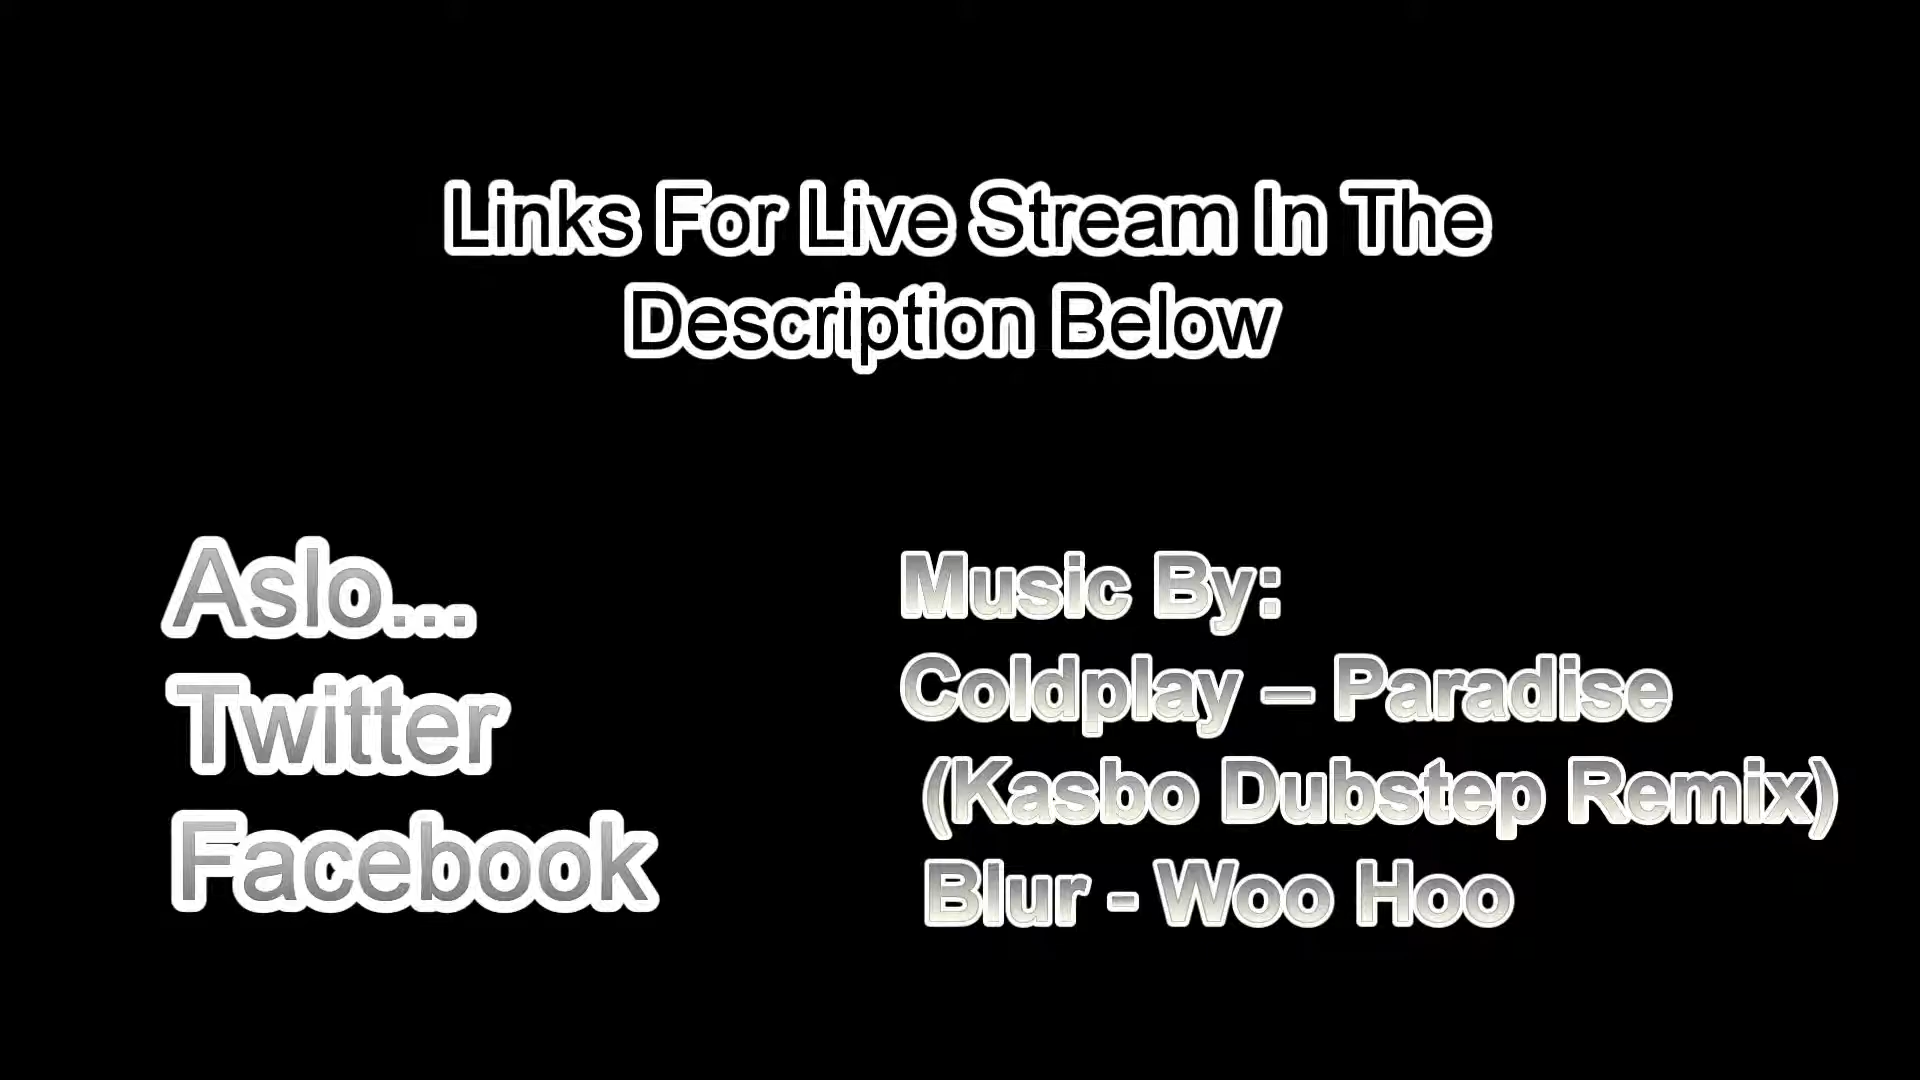 Links For Live Stream In The
Description Below
Aslo...
Twitter
Facebook
Music By:
Coldplay – Paradise
(Kasbo Dubstep Remix)
Blur - Woo Hoo